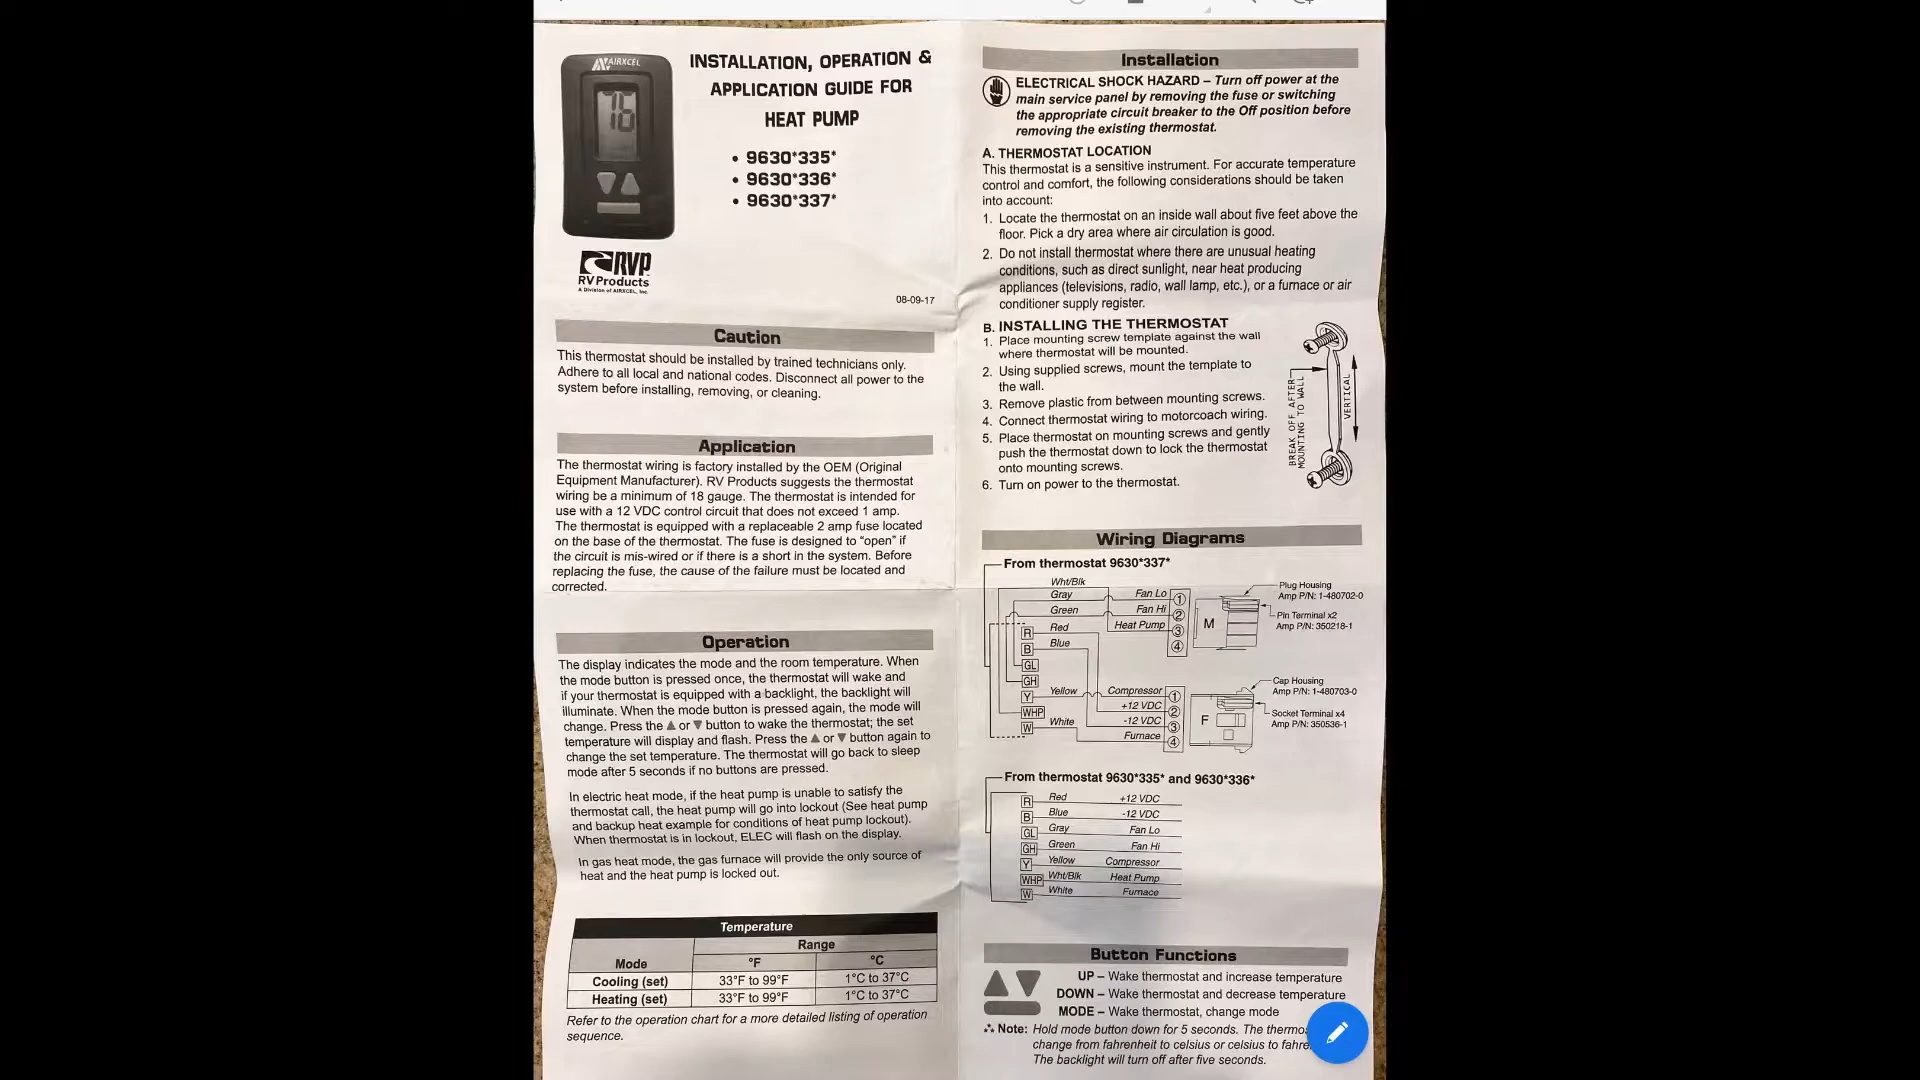 AIRXCEL
76
INSTALLATION, OPERATION &
APPLICATION GUIDE FOR
HEAT PUMP
• 9630*335*
• 9630*336*
• 9630*337*
RVP
RV Products
A Division of AIRXCEL, Inc.
08-09-17
Caution
This thermostat should be installed by trained technicians only.
Adhere to all local and national codes. Disconnect all power to the
system before installing, removing, or cleaning.
Application
The thermostat wiring is factory installed by the OEM (Original
Equipment Manufacturer). RV Products suggests the thermostat
wiring be a minimum of 18 gauge. The thermostat is intended for
use with a 12 VDC control circuit that does not exceed 1 amp.
The thermostat is equipped with a replaceable 2 amp fuse located
on the base of the thermostat. The fuse is designed to "open" if
the circuit is mis-wired or if there is a short in the system. Before
replacing the fuse, the cause of the failure must be located and
corrected.
Operation
The display indicates the mode and the room temperature. When
the mode button is pressed once, the thermostat will wake and
if your thermostat is equipped with a backlight, the backlight will
illuminate. When the mode button is pressed again, the mode will
change. Press the ▲ or ▼ button to wake the thermostat; the set
temperature will display and flash. Press the ▲ or ▼ button again to
change the set temperature. The thermostat will go back to sleep
mode after 5 seconds if no buttons are pressed.
In electric heat mode, if the heat pump is unable to satisfy the
thermostat call, the heat pump will go into lockout (See heat pump
and backup heat example for conditions of heat pump lockout).
When thermostat is in lockout, ELEC will flash on the display.
In gas heat mode, the gas furnace will provide the only source of
heat and the heat pump is locked out.
Temperature
Mode Range
°F °C
Cooling (set) 33°F to 99°F 1°C to 37°C
Heating (set) 33°F to 99°F 1°C to 37°C
Refer to the operation chart for a more detailed listing of operation
sequence.
Installation
ELECTRICAL SHOCK HAZARD – Turn off power at the
main service panel by removing the fuse or switching
the appropriate circuit breaker to the Off position before
removing the existing thermostat.
A. THERMOSTAT LOCATION
This thermostat is a sensitive instrument. For accurate temperature
control and comfort, the following considerations should be taken
into account:
1. Locate the thermostat on an inside wall about five feet above the
floor. Pick a dry area where air circulation is good.
2. Do not install thermostat where there are unusual heating
conditions, such as direct sunlight, near heat producing
appliances (televisions, radio, wall lamp, etc.), or a furnace or air
conditioner supply register.
B. INSTALLING THE THERMOSTAT
1. Place mounting screw template against the wall
where thermostat will be mounted.
2. Using supplied screws, mount the template to
the wall.
3. Remove plastic from between mounting screws.
4. Connect thermostat wiring to motorcoach wiring.
5. Place thermostat on mounting screws and gently
push the thermostat down to lock the thermostat
onto mounting screws.
6. Turn on power to the thermostat.
BREAK OFF AFTER
MOUNTING TO WALL
VERTICAL
Wiring Diagrams
From thermostat 9630*337*
Wht/Blk
Gray Fan Lo 1
Green Fan Hi 2
R Red Heat Pump 3
B Blue 4
GL
GH
Y Yellow Compressor 1
WHP +12 VDC 2
W White -12 VDC 3
Furnace 4
M
Plug Housing
Amp P/N: 1-480702-0
Pin Terminal x2
Amp P/N: 350218-1
F
Cap Housing
Amp P/N: 1-480703-0
Socket Terminal x4
Amp P/N: 350536-1
From thermostat 9630*335* and 9630*336*
R Red +12 VDC
B Blue -12 VDC
GL Gray Fan Lo
GH Green Fan Hi
Y Yellow Compressor
WHP Wht/Blk Heat Pump
W White Furnace
Button Functions
UP – Wake thermostat and increase temperature
DOWN – Wake thermostat and decrease temperature
MODE – Wake thermostat, change mode
Note: Hold mode button down for 5 seconds. The thermo
change from fahrenheit to celsius or celsius to fahre
The backlight will turn off after five seconds.